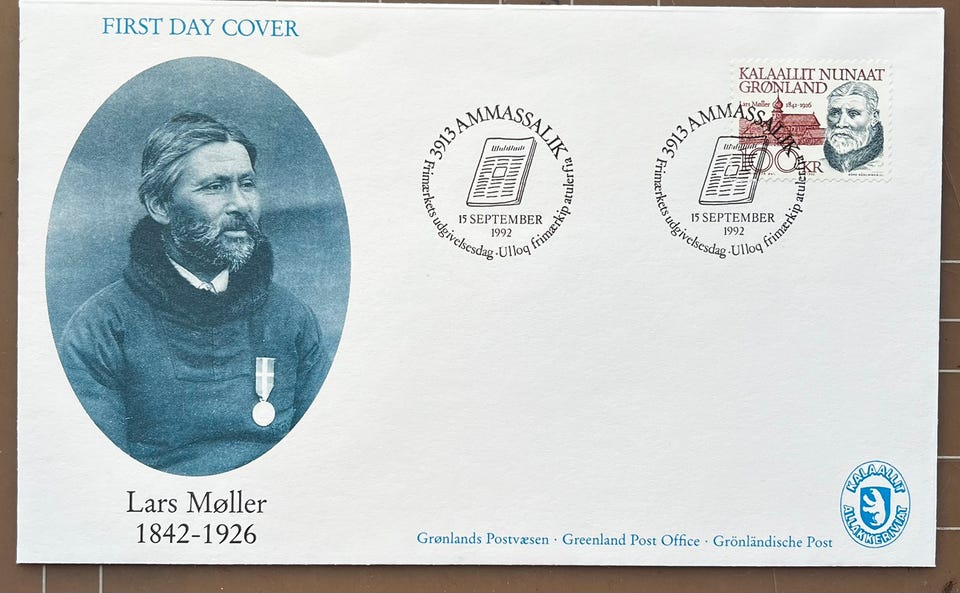 FIRST DAY COVER
3913 AMMASSALIK
15 SEPTEMBER
1992
Frimærkets udgivelsesdag · Ulloq frimærkip atulerfia
3913 AMMASSALIK
15 SEPTEMBER
1992
Frimærkets udgivelsesdag · Ulloq frimærkip atulerfia
KALAALLIT NUNAAT
GRØNLAND
Lars Møller 1842-1926
100 KR
Lars Møller
1842-1926
Grønlands Postvæsen · Greenland Post Office · Grönländische Post
KALAALLIT
ALLAKKERIVIAT